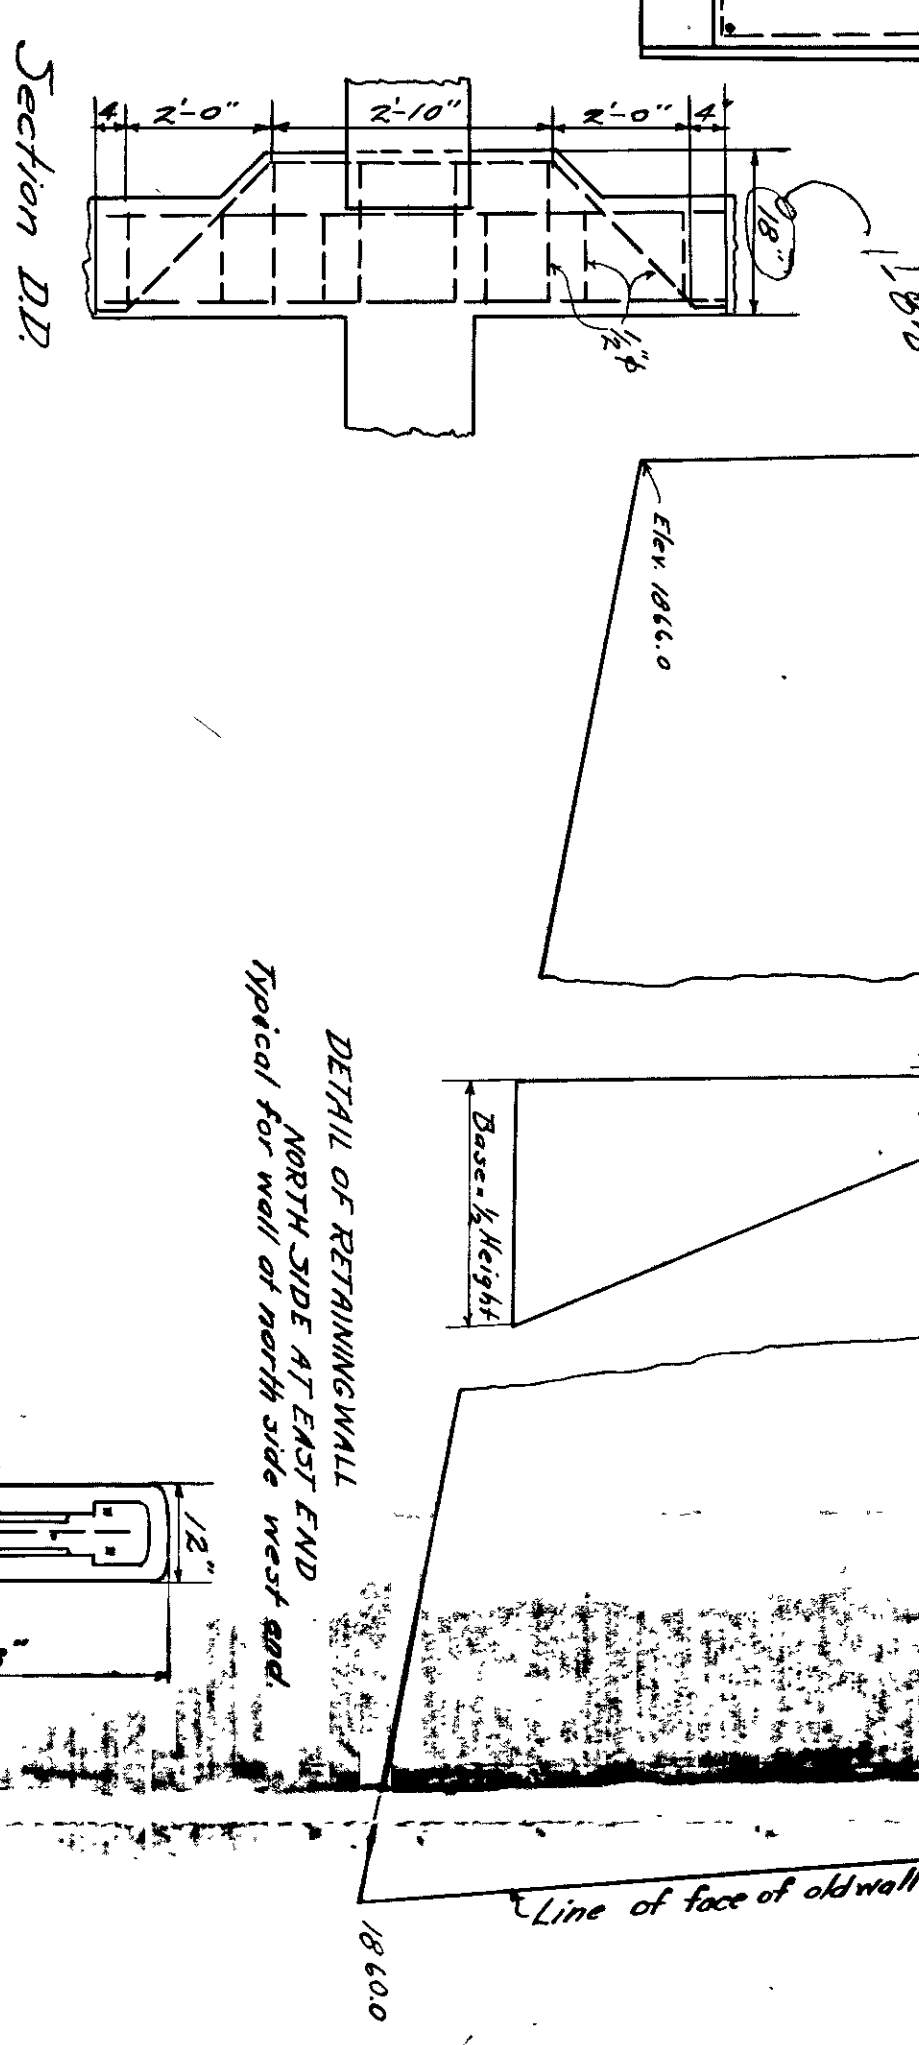 Section D.D.
4
2'-0"
2'-10"
2'-0"
4"
18"
1'-8"
1/2"φ
Elev. 1866.0
Base = 1/2 Height
DETAIL OF RETAINING WALL
NORTH SIDE AT EAST END
Typical for wall at north side west end.
12"
Line of face of old wall
1860.0